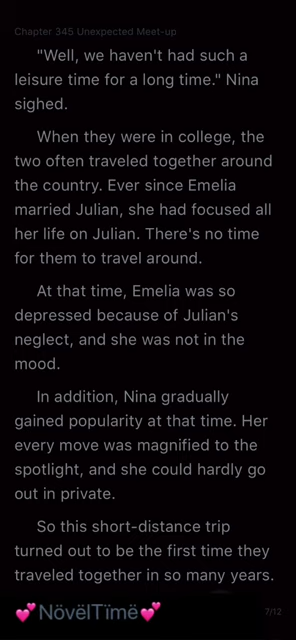 Chapter 345 Unexpected Meet-up
"Well, we haven't had such a
leisure time for a long time." Nina
sighed.
When they were in college, the
two often traveled together around
the country. Ever since Emelia
married Julian, she had focused all
her life on Julian. There's no time
for them to travel around.
At that time, Emelia was so
depressed because of Julian's
neglect, and she was not in the
mood.
In addition, Nina gradually
gained popularity at that time. Her
every move was magnified to the
spotlight, and she could hardly go
out in private.
So this short-distance trip
turned out to be the first time they
traveled together in so many years.
💕NövëlTïmë💕
7/12